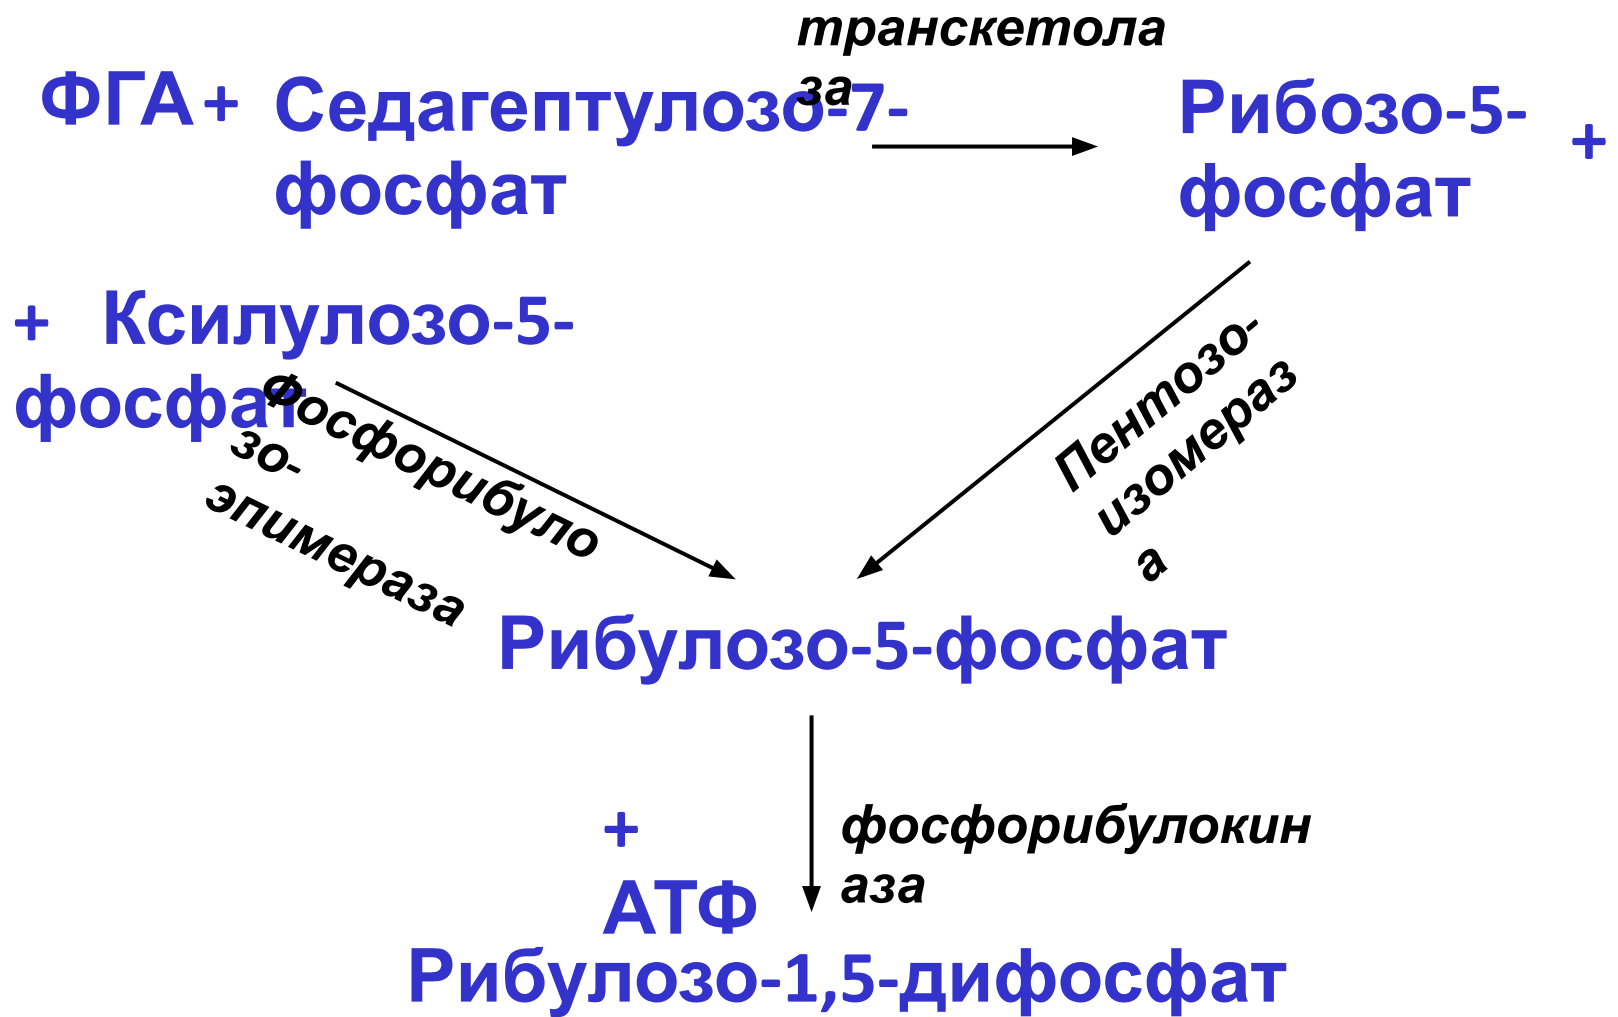 транскетола
за
ФГА + Седагептулозо-7-
фосфат
Рибозо-5-
фосфат
+
+ Ксилулозо-5-
фосфат
Фосфорибуло
зо-
эпимераза
Пентозо-
изомераз
а
Рибулозо-5-фосфат
+
АТФ
фосфорибулокин
аза
Рибулозо-1,5-дифосфат